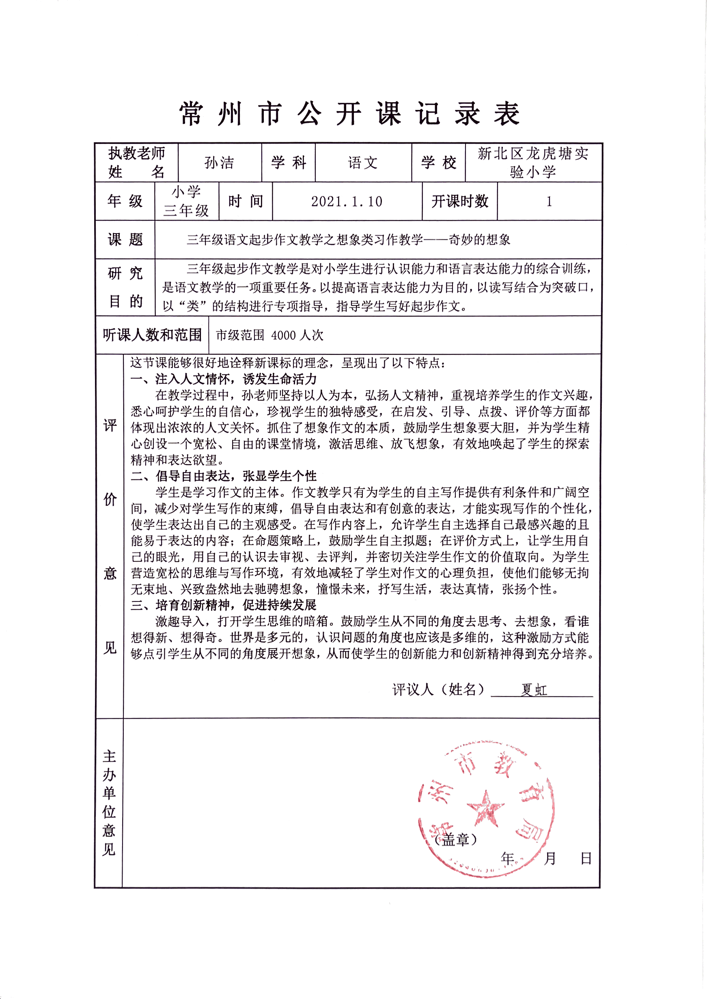 常州市公开课记录表
执教老师 姓名 孙洁 学科 语文 学校 新北区龙虎塘实验小学
年级 小学三年级 时间 2021.1.10 开课时数 1
课题 三年级语文起步作文教学之想象类习作教学——奇妙的想象
研究目的
三年级起步作文教学是对小学生进行认识能力和语言表达能力的综合训练，
是语文教学的一项重要任务。以提高语言表达能力为目的，以读写结合为突破口，
以“类”的结构进行专项指导，指导学生写好起步作文。
听课人数和范围 市级范围 4000人次
评价意见
这节课能够很好地诠释新课标的理念，呈现出了以下特点：
一、注入人文情怀，诱发生命活力
在教学过程中，孙老师坚持以人为本，弘扬人文精神，重视培养学生的作文兴趣，
悉心呵护学生的自信心，珍视学生的独特感受，在启发、引导、点拨、评价等方面都
体现出浓浓的人文关怀。抓住了想象作文的本质，鼓励学生想象要大胆，并为学生精
心创设一个宽松、自由的课堂情境，激活思维、放飞想象，有效地唤起了学生的探索
精神和表达欲望。
二、倡导自由表达，张显学生个性
学生是学习作文的主体。作文教学只有为学生的自主写作提供有利条件和广阔空
间，减少对学生写作的束缚，倡导自由表达和有创意的表达，才能实现写作的个性化，
使学生表达出自己的主观感受。在写作内容上，允许学生自主选择自己最感兴趣的且
能易于表达的内容；在命题策略上，鼓励学生自主拟题；在评价方式上，让学生用自
己的眼光，用自己的认识去审视、去评判，并密切关注学生作文的价值取向。为学生
营造宽松的思维与写作环境，有效地减轻了学生对作文的心理负担，使他们能够无拘
无束地、兴致盎然地去驰骋想象，憧憬未来，抒写生活，表达真情，张扬个性。
三、培育创新精神，促进持续发展
激趣导入，打开学生思维的暗箱。鼓励学生从不同的角度去思考、去想象，看谁
想得新、想得奇。世界是多元的，认识问题的角度也应该是多维的，这种激励方式能
够点引学生从不同的角度展开想象，从而使学生的创新能力和创新精神得到充分培养。
评议人（姓名） 夏虹
主办单位意见
常州市教育局
（盖章）
年 月 日